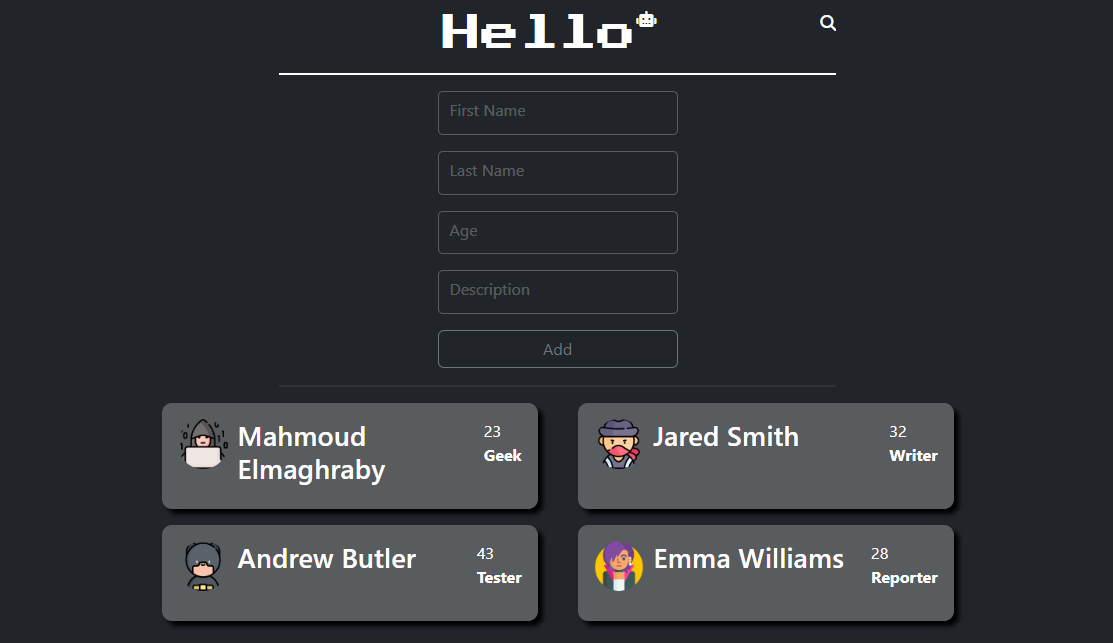 Hello
First Name
Last Name
Age
Description
Add
Mahmoud
Elmaghraby
23
Geek
Jared Smith
32
Writer
Andrew Butler
43
Tester
Emma Williams
28
Reporter